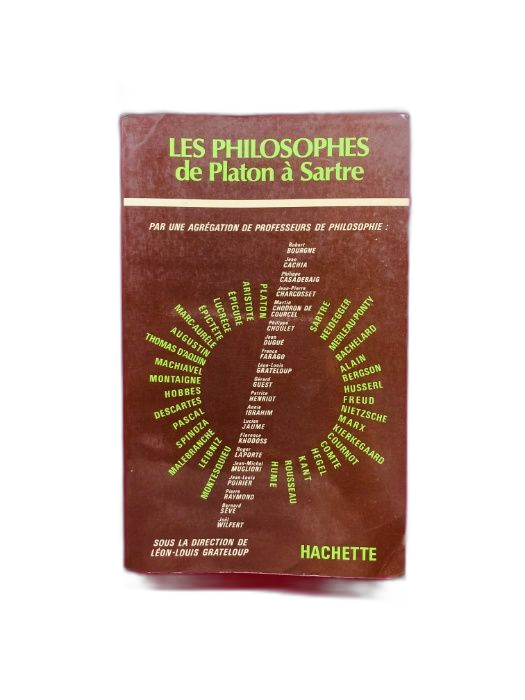 LES PHILOSOPHES
de Platon à Sartre
PAR UNE AGRÉGATION DE PROFESSEURS DE PHILOSOPHIE :
Robert
BOURGNE
Jean
CACHIA
Philippe
CASADEBAIG
Jean-Pierre
CHARCOSSET
Martin
CHODRON DE
COURCEL
Philippe
CHOULET
Jean
DUGUÉ
France
FARAGO
Léon-Louis
GRATELOUP
Gérard
GUEST
Patrice
HENRIOT
Annie
IBRAHIM
Lucien
JAUME
Florence
KHODOSS
Roger
LAPORTE
Jean-Michel
MUGLIONI
Jean-Louis
POIRIER
Pierre
RAYMOND
Bernard
SÈVE
Joël
WILFERT
PLATON
ARISTOTE
ÉPICURE
LUCRÈCE
ÉPICTÈTE
MARC AURÈLE
AUGUSTIN
THOMAS D'AQUIN
MACHIAVEL
MONTAIGNE
HOBBES
DESCARTES
PASCAL
SPINOZA
MALEBRANCHE
LEIBNIZ
MONTESQUIEU
HUME
ROUSSEAU
KANT
HEGEL
COMTE
COURNOT
KIERKEGAARD
MARX
NIETZSCHE
FREUD
HUSSERL
BERGSON
ALAIN
BACHELARD
MERLEAU-PONTY
HEIDEGGER
SARTRE
SOUS LA DIRECTION DE
LÉON-LOUIS GRATELOUP
HACHETTE